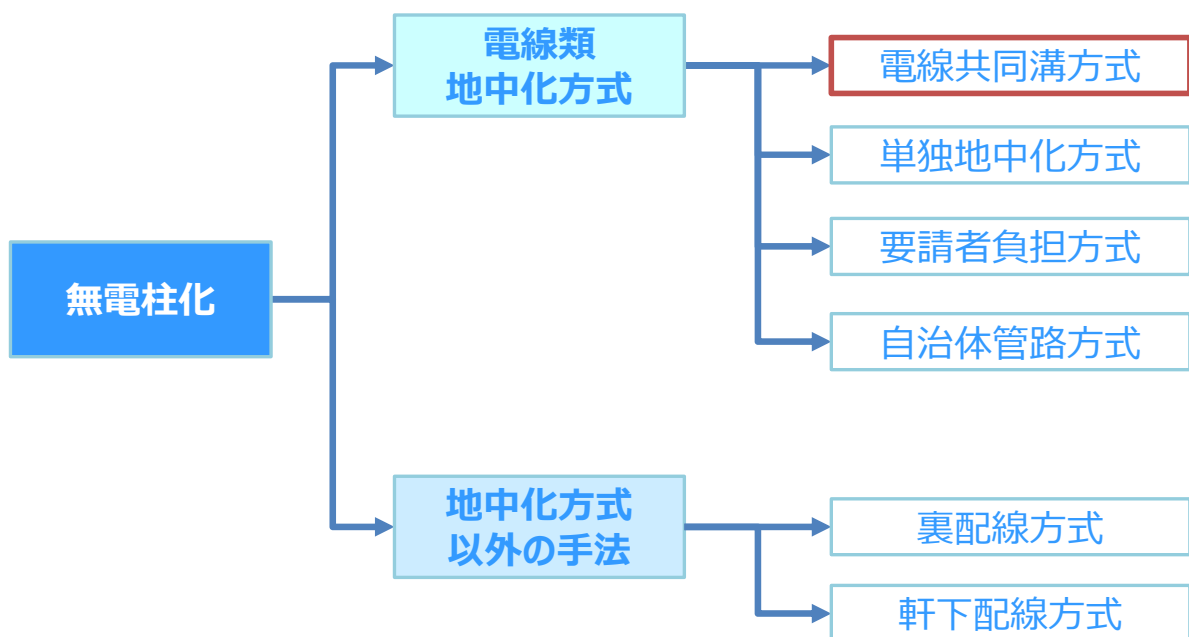 無電柱化
電線類
地中化方式
電線共同溝方式
単独地中化方式
要請者負担方式
自治体管路方式
地中化方式
以外の手法
裏配線方式
軒下配線方式